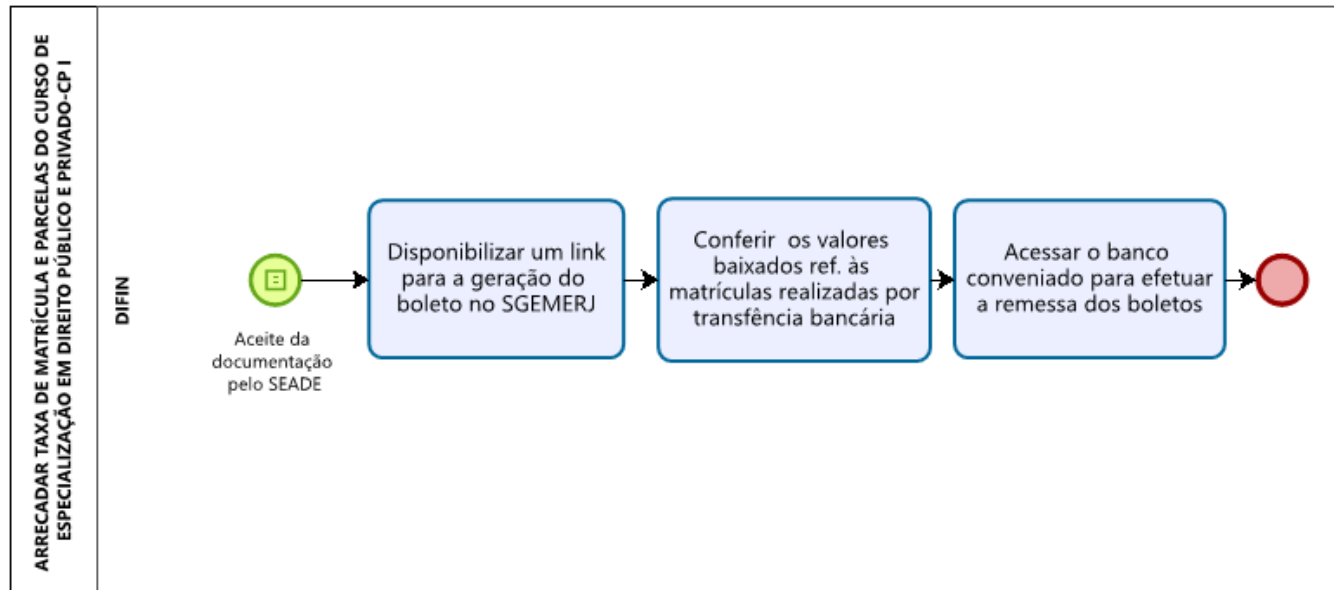 ARRECADAR TAXA DE MATRÍCULA E PARCELAS DO CURSO DE
ESPECIALIZAÇÃO EM DIREITO PÚBLICO E PRIVADO-CP I
DIFIN
Aceite da
documentação
pelo SEADE
Disponibilizar um link
para a geração do
boleto no SGEMERJ
Conferir  os valores
baixados ref. às
matrículas realizadas por
transfência bancária
Acessar o banco
conveniado para efetuar
a remessa dos boletos